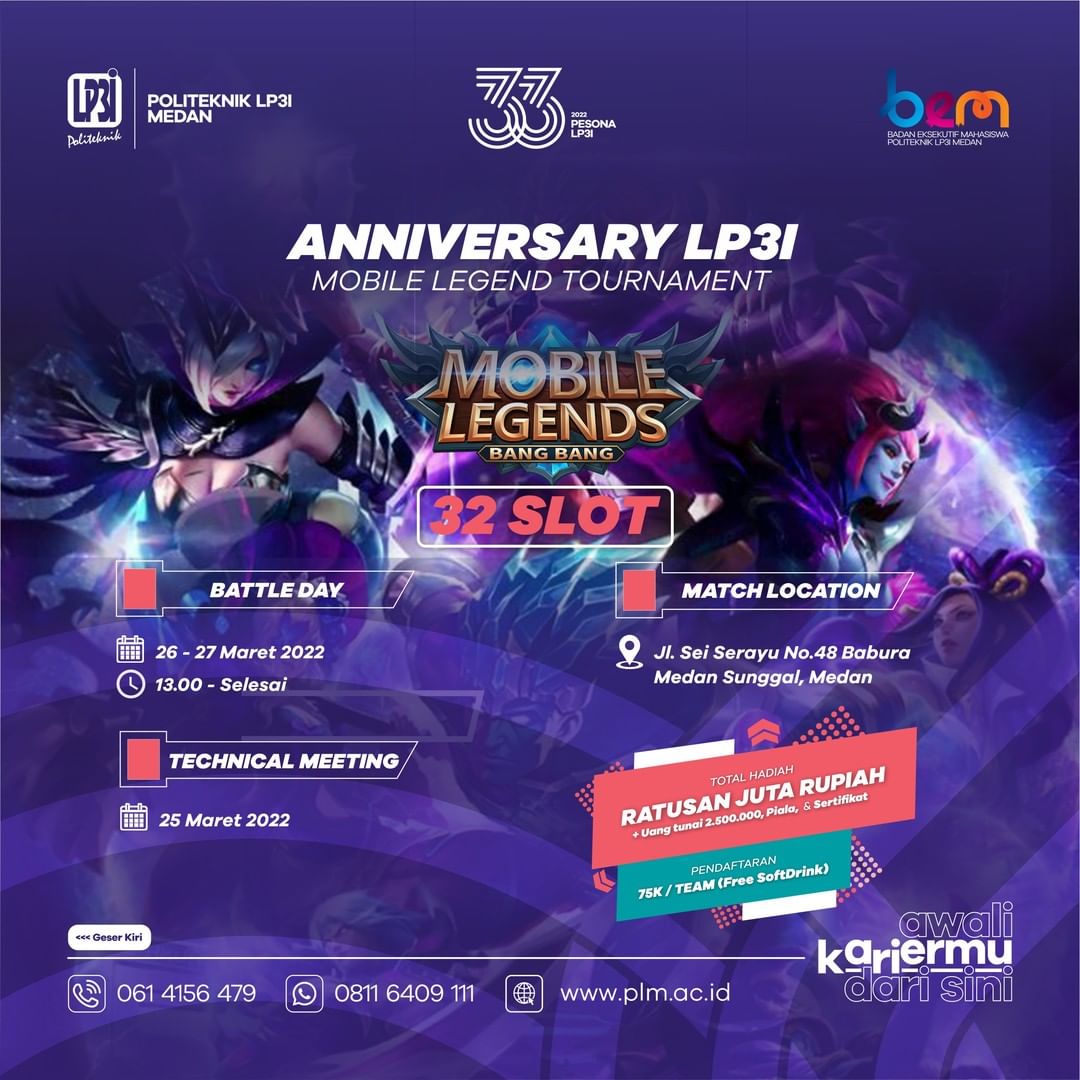 LP3I
Politeknik
POLITEKNIK LP3I
MEDAN
33
2022
PESONA
LP3I
bem
BADAN EKSEKUTIF MAHASISWA
POLITEKNIK LP3I MEDAN
ANNIVERSARY LP3I
MOBILE LEGEND TOURNAMENT
MOBILE
LEGENDS
BANG BANG
32 SLOT
BATTLE DAY
26 - 27 Maret 2022
13.00 - Selesai
MATCH LOCATION
Jl. Sei Serayu No.48 Babura
Medan Sunggal, Medan
TECHNICAL MEETING
25 Maret 2022
TOTAL HADIAH
RATUSAN JUTA RUPIAH
+ Uang tunai 2.500.000, Piala, & Sertifikat
PENDAFTARAN
75K / TEAM (Free SoftDrink)
<<< Geser Kiri
awali
kariermu
dari sini
061 4156 479
0811 6409 111
www.plm.ac.id